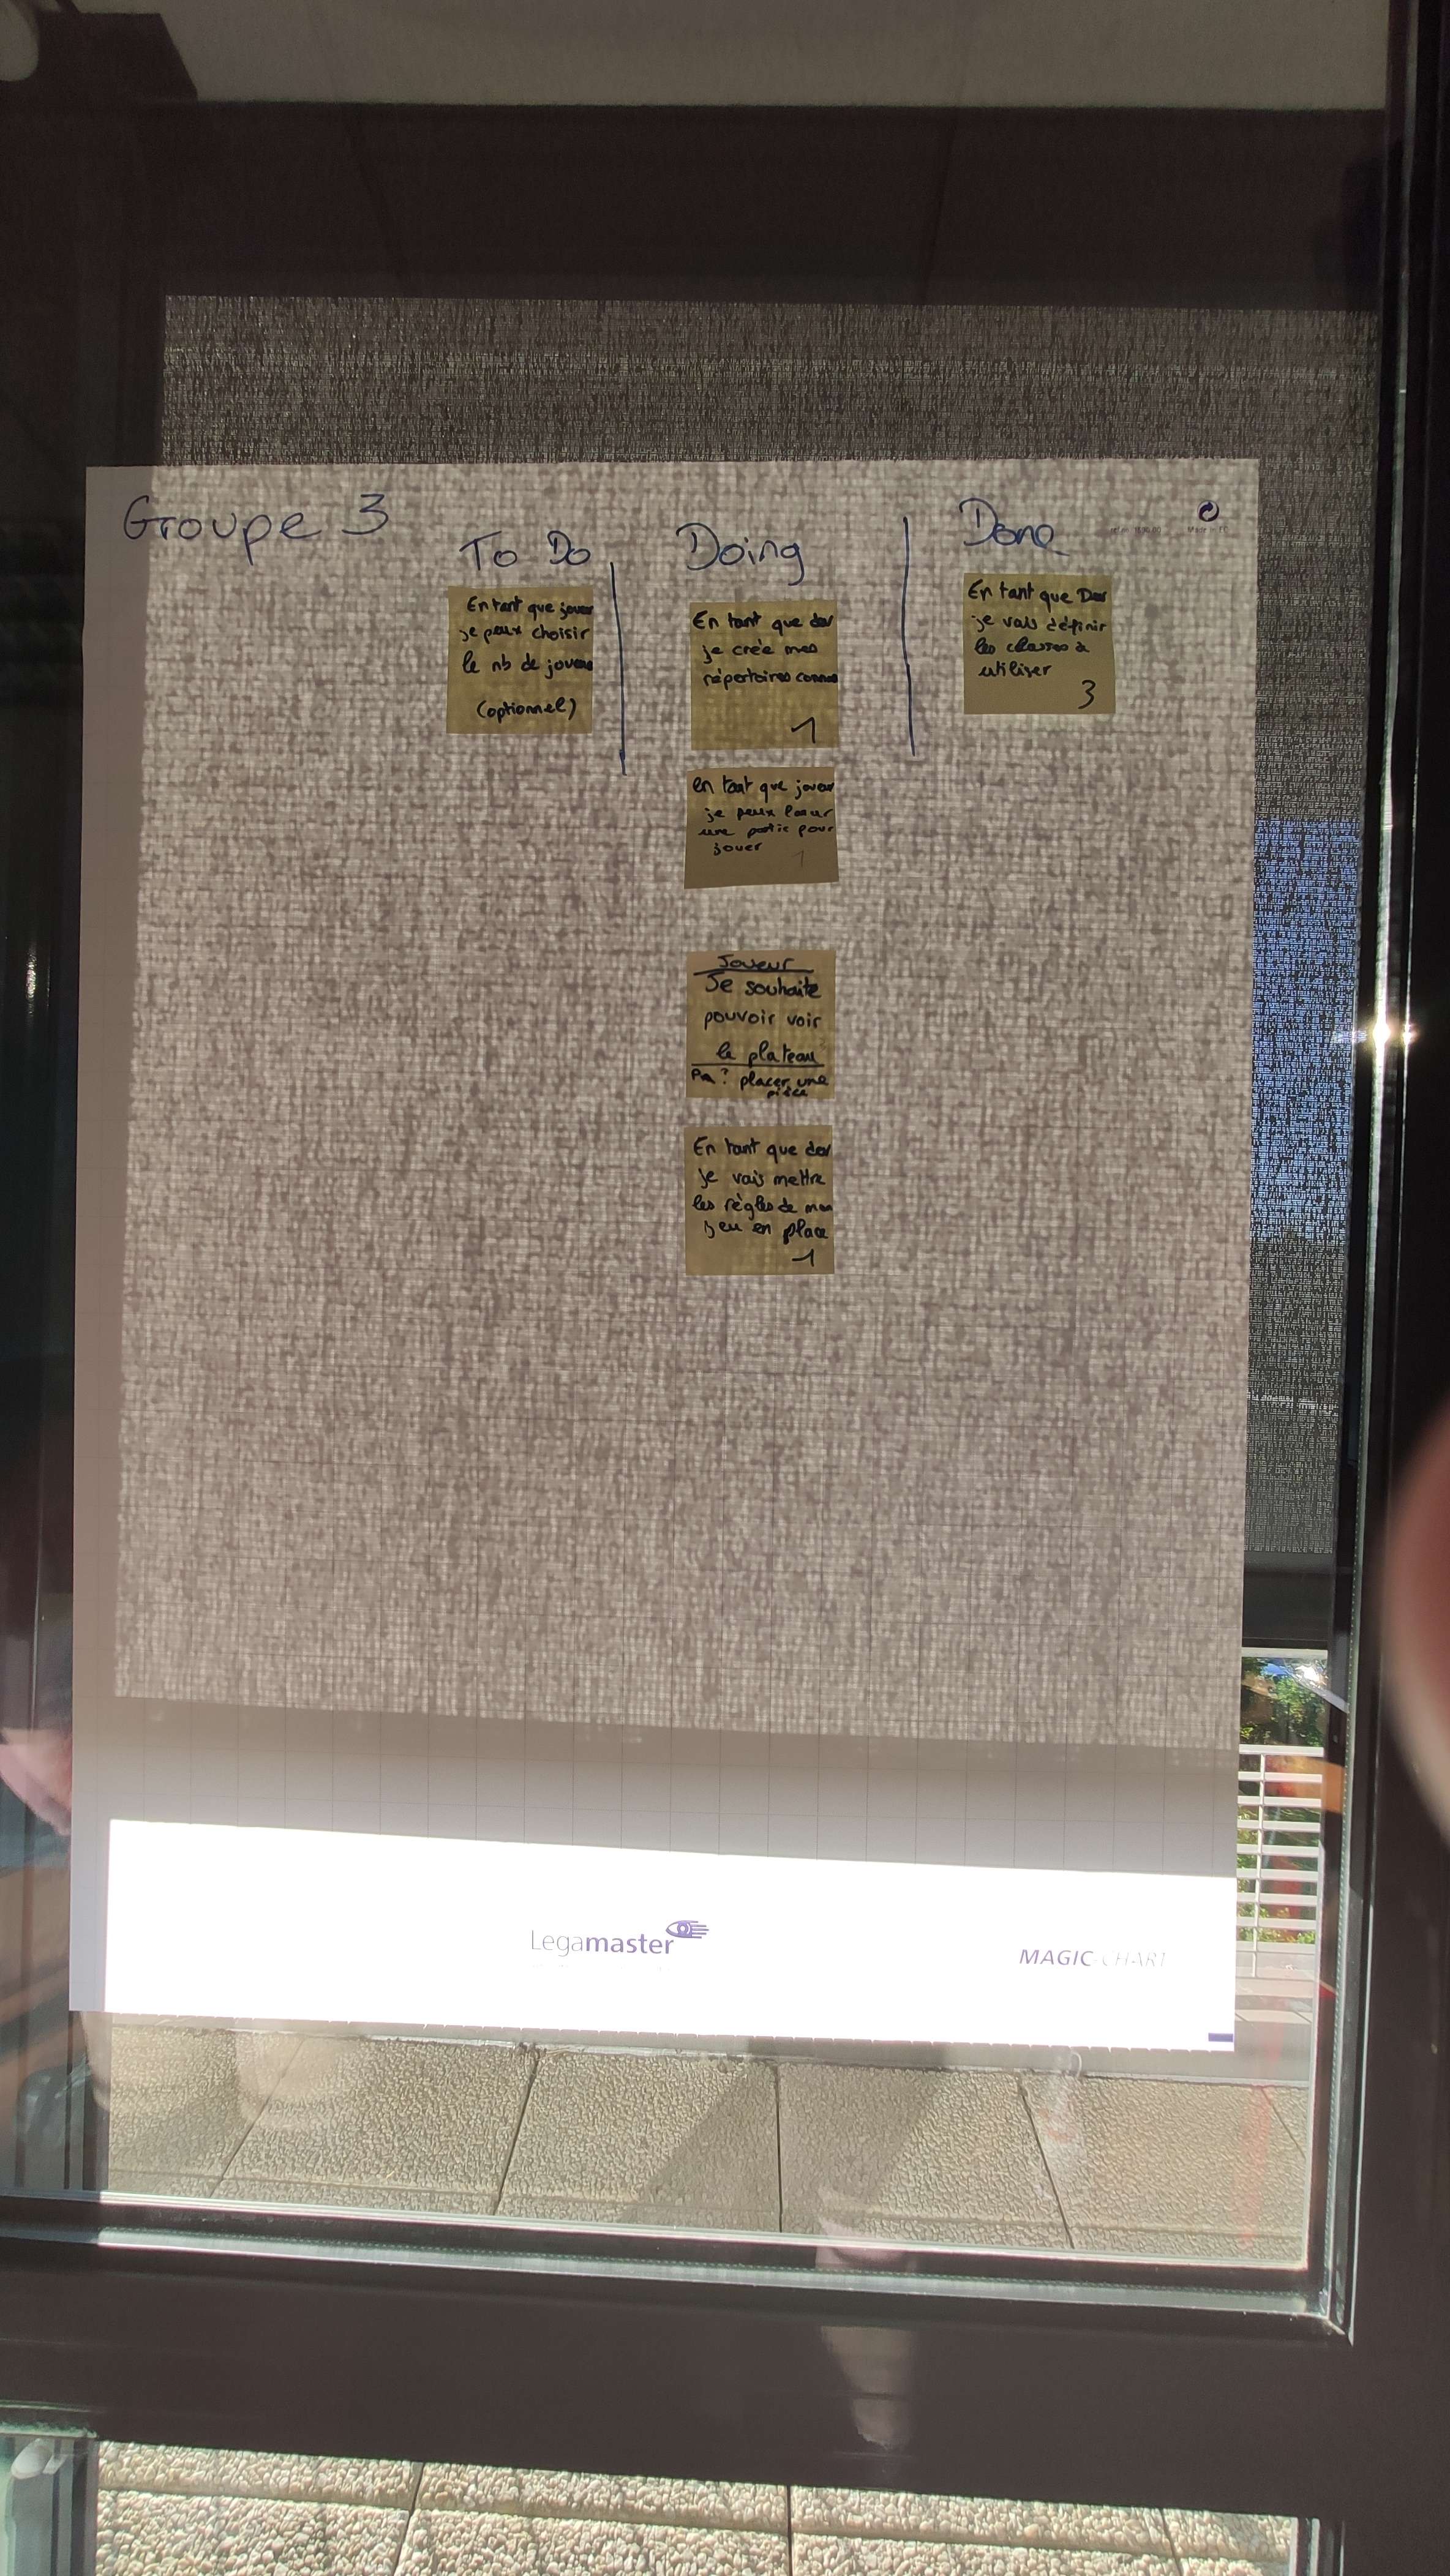 Groupe 3
To Do
Doing
Done
En tant que joueur
je peux choisir
le nb de joueurs
(optionnel)
En tant que dev
je crée mes
répertoires
1
en tant que joueur
je peux
une partie pour
jouer
1
Joueur
Je souhaite
pouvoir voir
le plateau
? placer une
pièce
En tant que dev
je vais mettre
les règles de mon
jeu en place
1
En tant que Dev
je vais définir
les classes à
utiliser
3
Made in EC
Legamaster
MAGIC-CHART